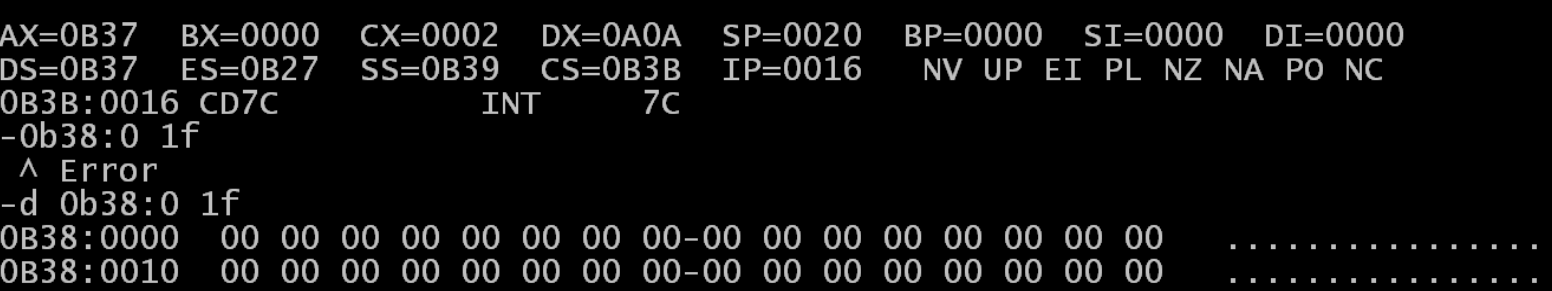 AX=0B37  BX=0000  CX=0002  DX=0A0A  SP=0020  BP=0000  SI=0000  DI=0000
DS=0B37  ES=0B27  SS=0B39  CS=0B3B  IP=0016   NV UP EI PL NZ NA PO NC
0B3B:0016 CD7C          INT     7C
-0b38:0 1f
 ^ Error
-d 0b38:0 1f
0B38:0000  00 00 00 00 00 00 00 00-00 00 00 00 00 00 00 00   ................
0B38:0010  00 00 00 00 00 00 00 00-00 00 00 00 00 00 00 00   ................